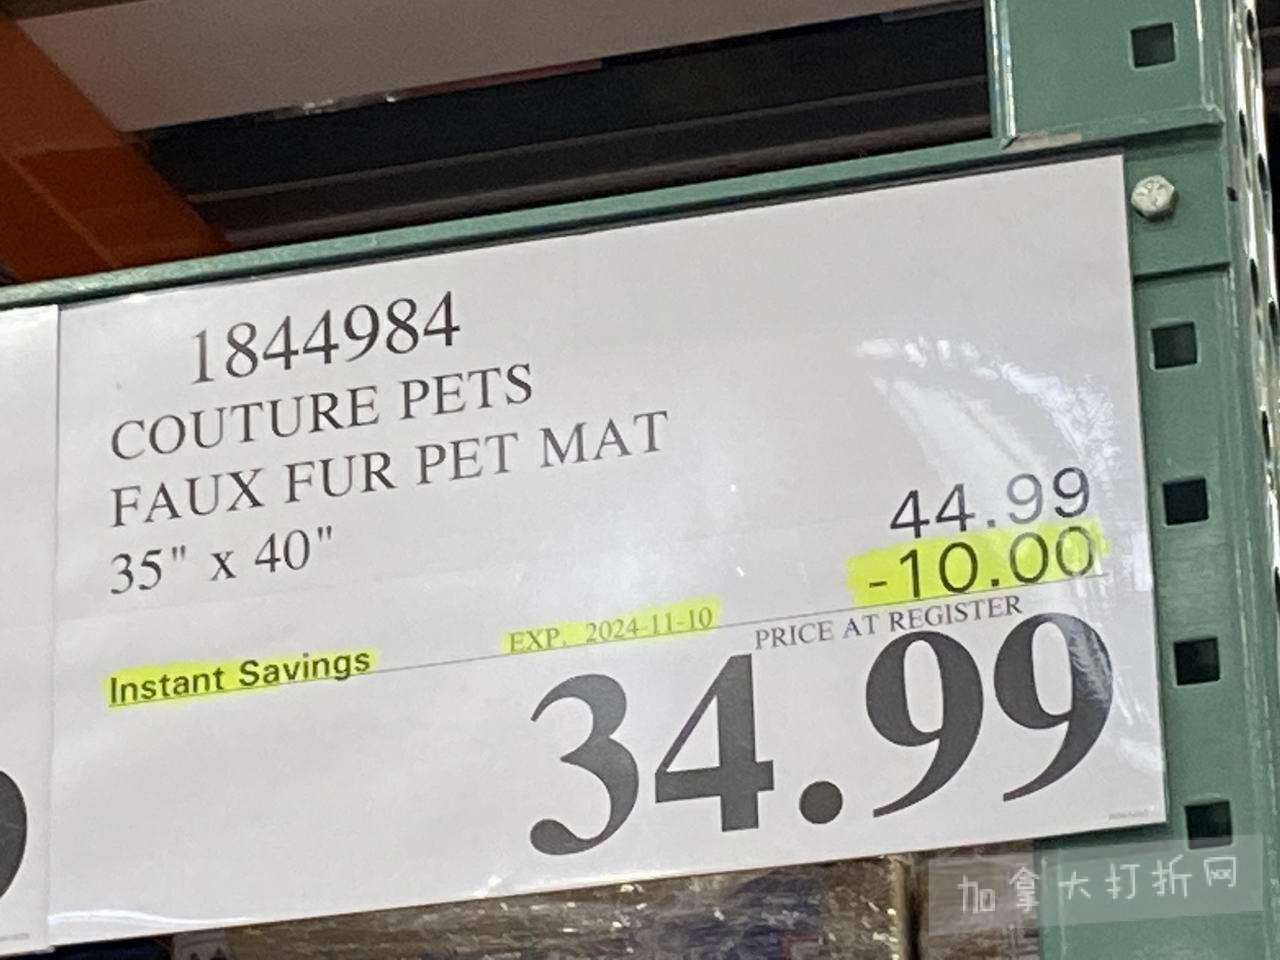 1844984
COUTURE PETS
FAUX FUR PET MAT
35" x 40"
44.99
-10.00
Instant Savings
EXP. 2024-11-10
PRICE AT REGISTER
34.99
加拿大打折网